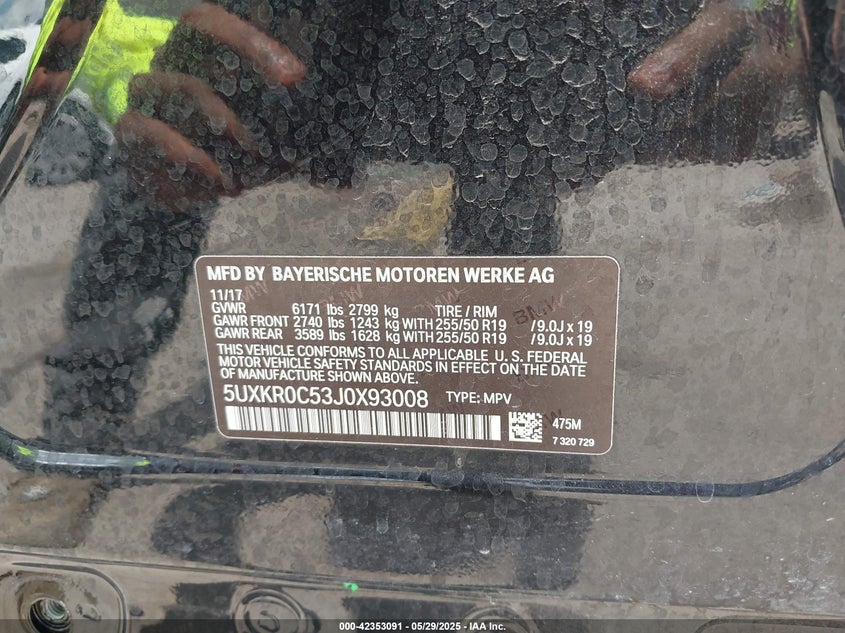 MFD BY BAYERISCHE MOTOREN WERKE AG
11/17
GVWR 6171 lbs 2799 kg TIRE / RIM
GAWR FRONT 2740 lbs 1243 kg WITH 255/50 R19 / 9.0J x 19
GAWR REAR 3589 lbs 1628 kg WITH 255/50 R19 / 9.0J x 19
THIS VEHICLE CONFORMS TO ALL APPLICABLE U. S. FEDERAL
MOTOR VEHICLE SAFETY STANDARDS IN EFFECT ON THE DATE
OF MANUFACTURE SHOWN ABOVE.
5UXKR0C53J0X93008 TYPE: MPV
475M
7 320 729
000-42353091 - 05/29/2025 - IAA Inc.